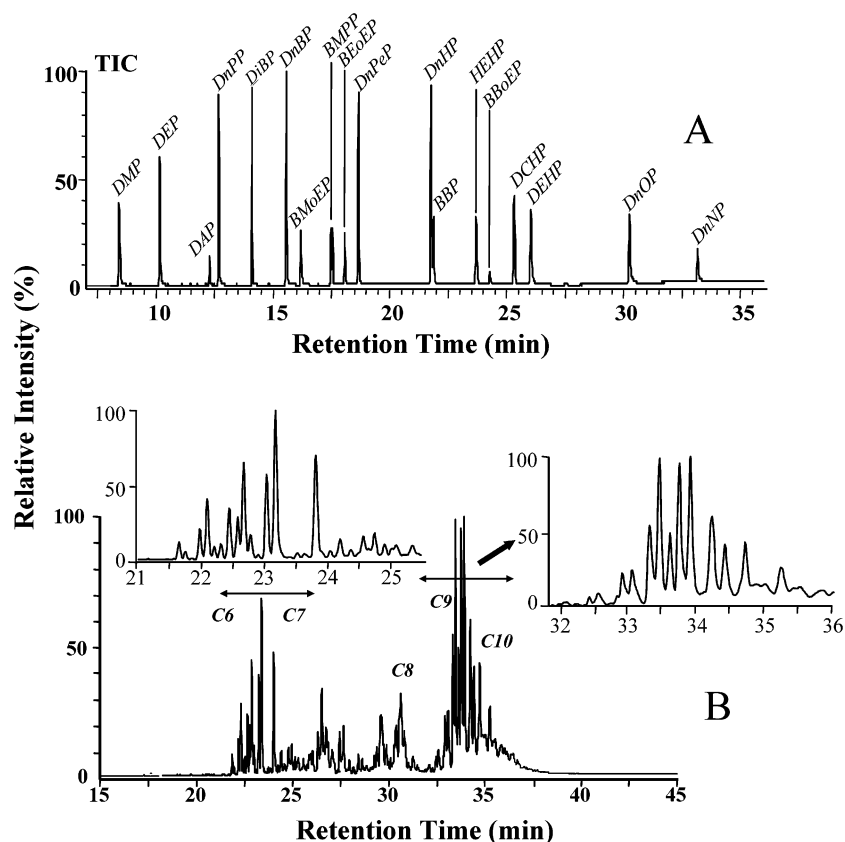 TIC
DMP
DEP
DAP
DnPP
DiBP
DnBP
BMoEP
BMPP
BEoEP
DnPeP
DnHP
BBP
HEHP
BBoEP
DCHP
DEHP
DnOP
DnNP
A
100
50
0
10 15 20 25 30 35
Retention Time (min)
Relative Intensity (%)
100
50
0
21 22 23 24 25
100
50
0
32 33 34 35 36
C6 C7
C8
C9
C10
B
100
50
0
15 20 25 30 35 40 45
Retention Time (min)